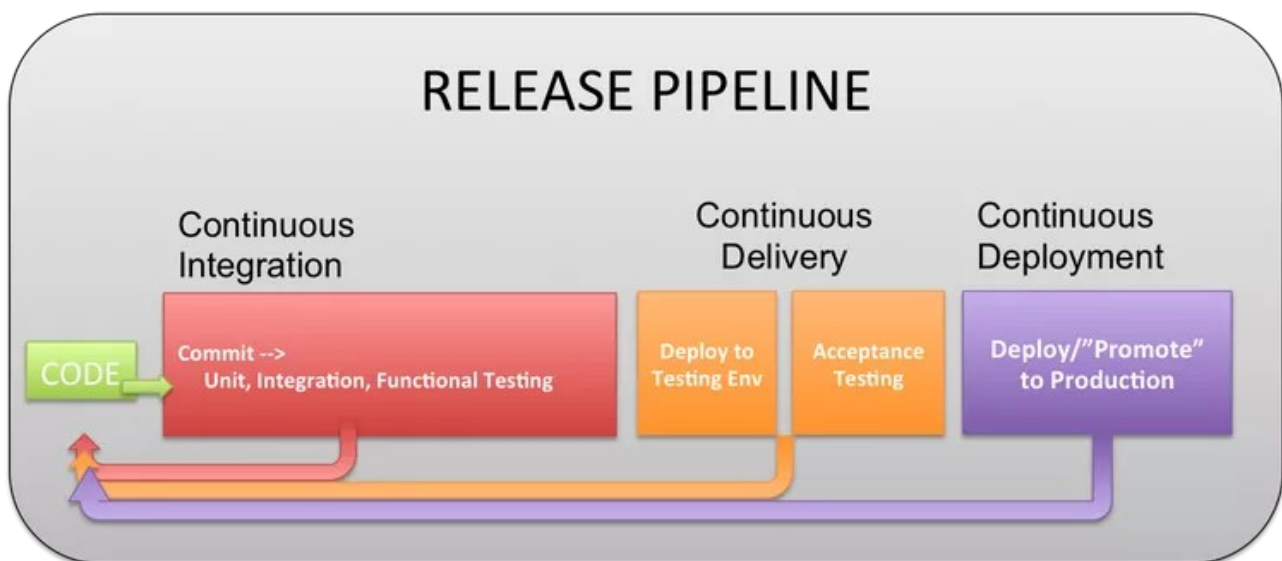 RELEASE PIPELINE
Continuous
Integration
Continuous
Delivery
Continuous
Deployment
CODE
Commit -->
Unit, Integration, Functional Testing
Deploy to
Testing Env
Acceptance
Testing
Deploy/”Promote”
to Production